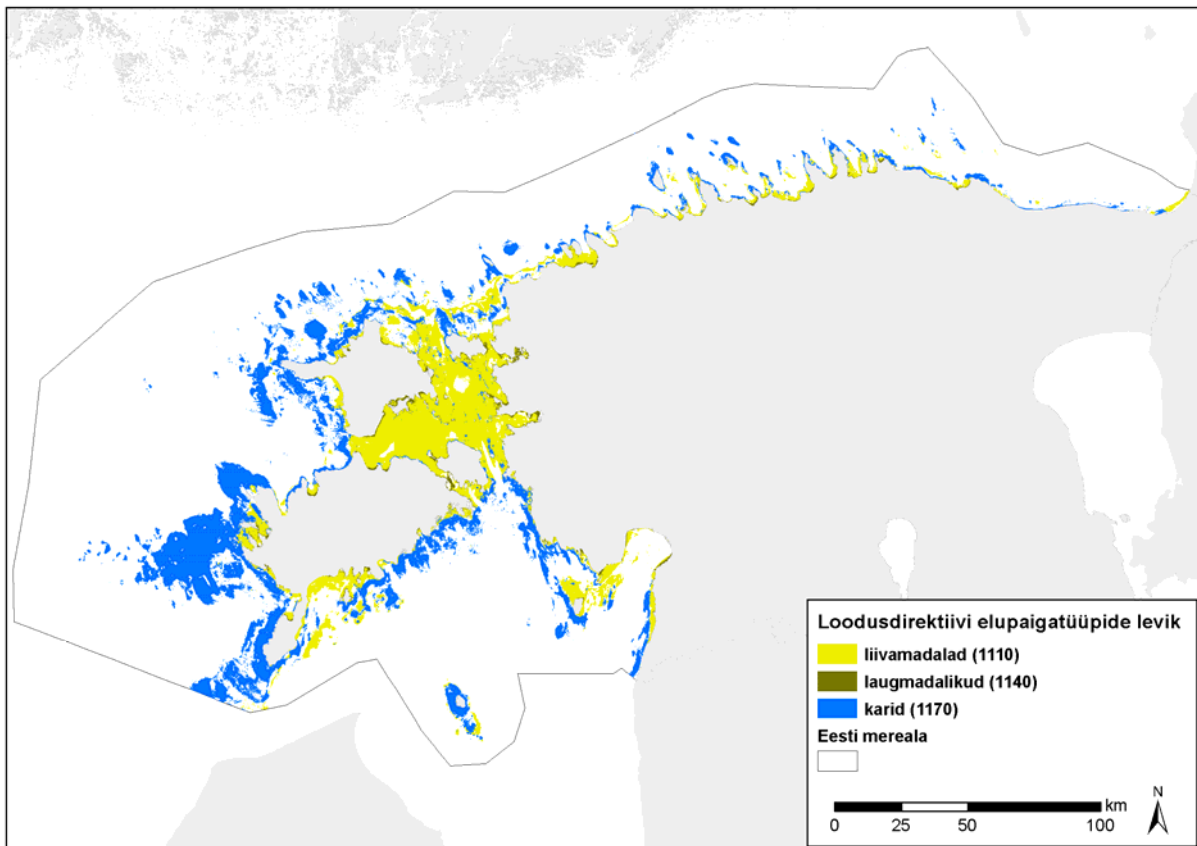 Loodusdirektiivi elupaigatüüpide levik
liivamadalad (1110)
laugmadalikud (1140)
karid (1170)
Eesti mereala
N
km
0 25 50 100